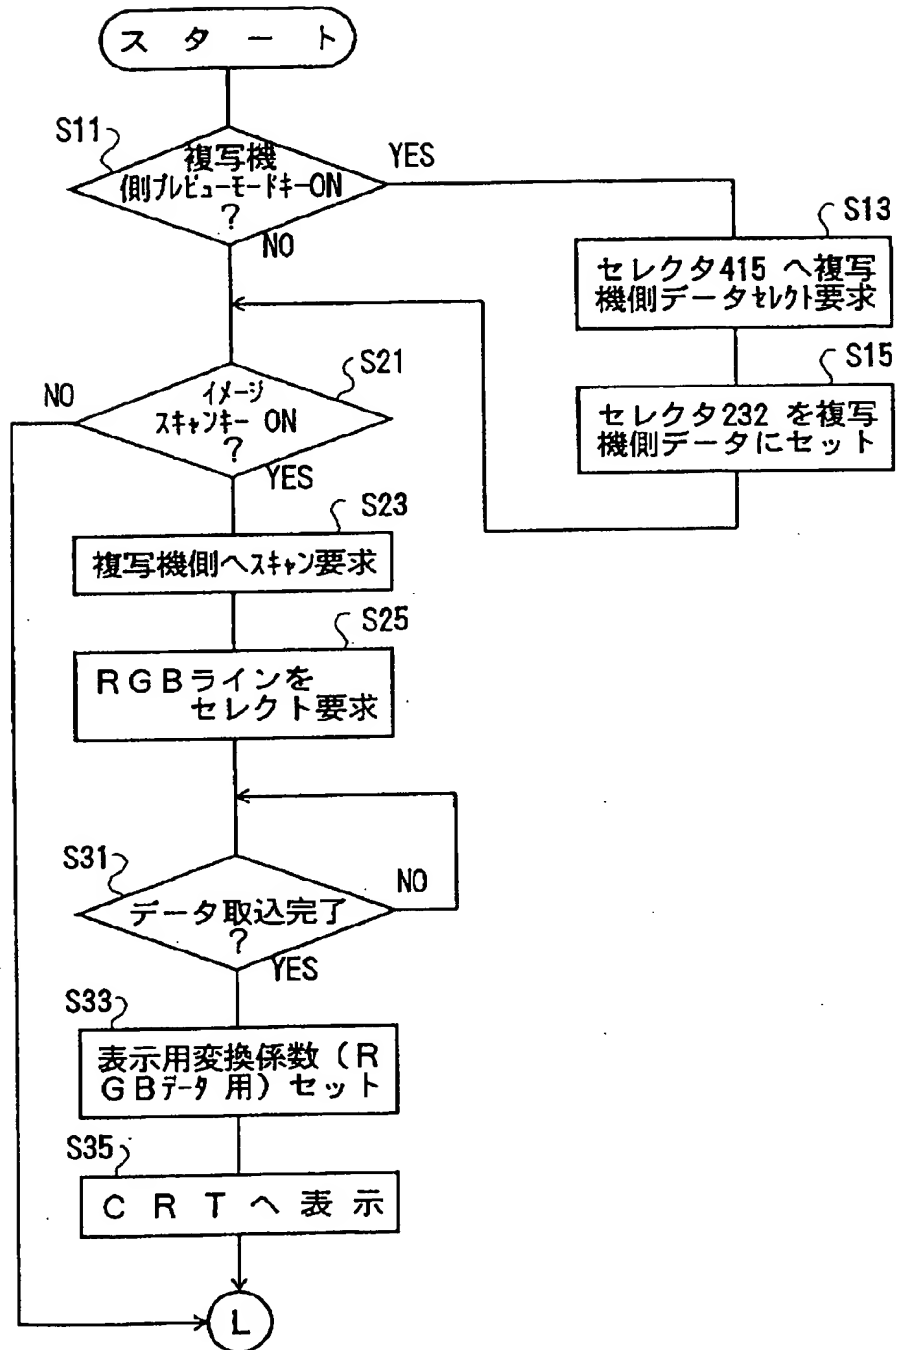 スタート
S11
複写機
側プレビューモードキーON
?
YES
NO
S13
セレクタ415 へ複写
機側データセレクト要求
S15
セレクタ232 を複写
機側データにセット
S21
イメージ
スキャンキー ON
?
NO
YES
S23
複写機側へスキャン要求
S25
RGBラインを
セレクト要求
S31
データ取込完了
?
NO
YES
S33
表示用変換係数(R
GBデータ用)セット
S35
CRTへ表示
L